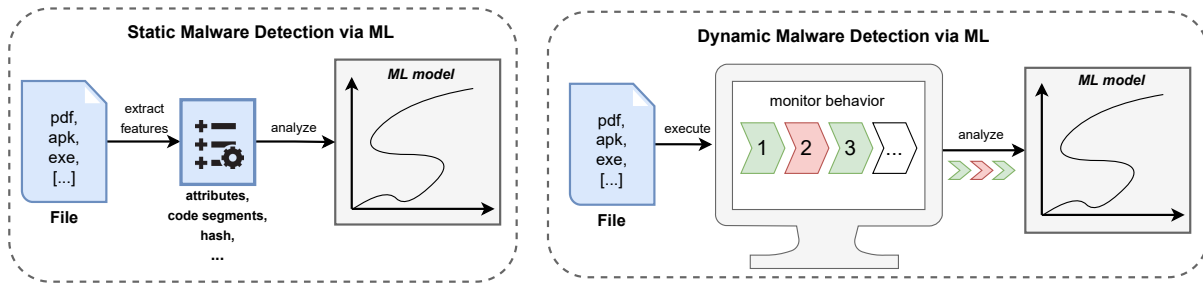 Static Malware Detection via ML
pdf,
apk,
exe,
[...]
File
extract
features
attributes,
code segments,
hash,
...
analyze
ML model
Dynamic Malware Detection via ML
pdf,
apk,
exe,
[...]
File
execute
monitor behavior
1 2 3 ...
analyze
ML model